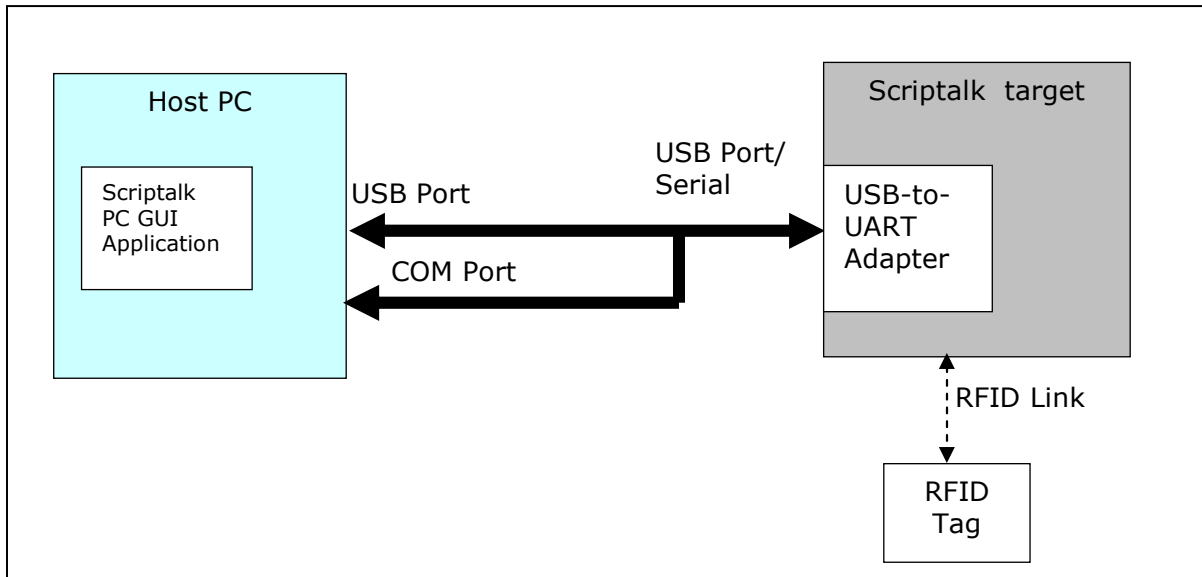 Host PC
Scriptalk
PC GUI
Application
USB Port
COM Port
USB Port/
Serial
Scriptalk target
USB-to-
UART
Adapter
RFID Link
RFID
Tag